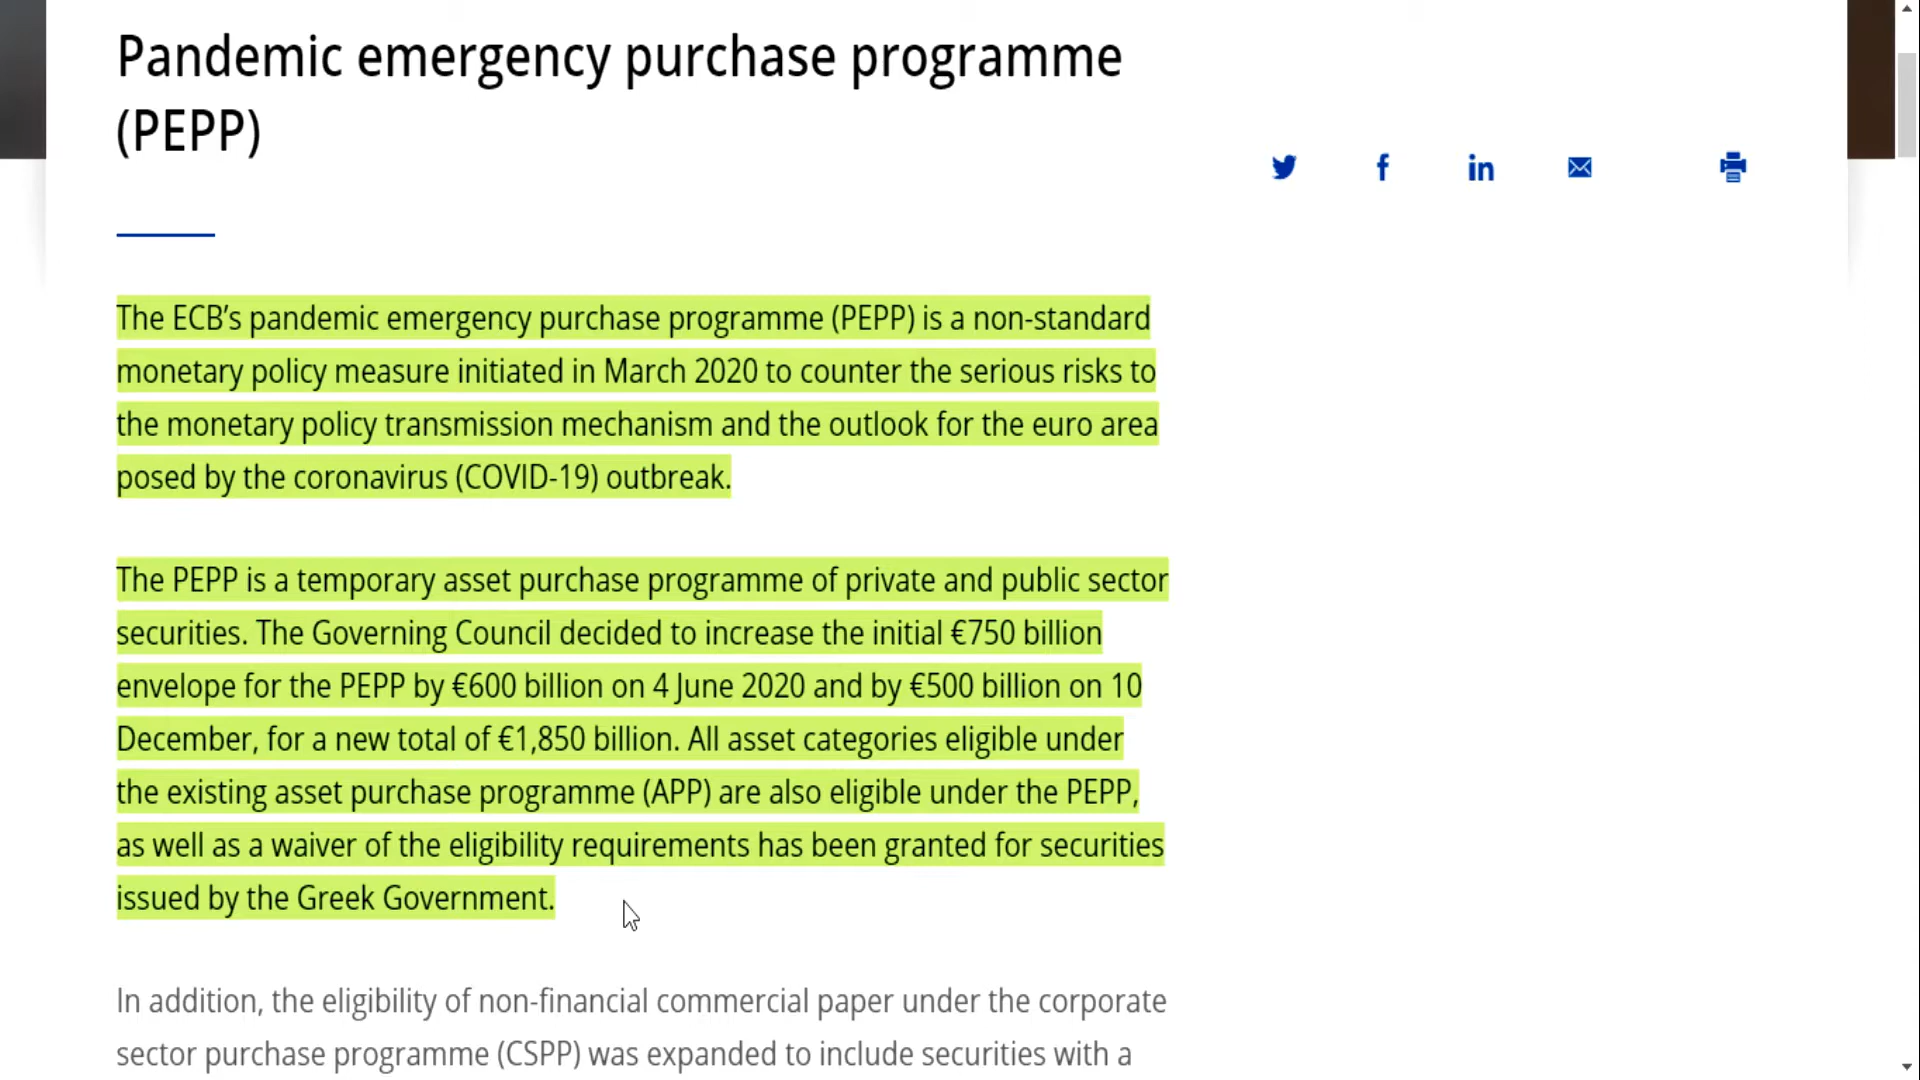 Pandemic emergency purchase programme
(PEPP)
The ECB’s pandemic emergency purchase programme (PEPP) is a non-standard
monetary policy measure initiated in March 2020 to counter the serious risks to
the monetary policy transmission mechanism and the outlook for the euro area
posed by the coronavirus (COVID-19) outbreak.
The PEPP is a temporary asset purchase programme of private and public sector
securities. The Governing Council decided to increase the initial €750 billion
envelope for the PEPP by €600 billion on 4 June 2020 and by €500 billion on 10
December, for a new total of €1,850 billion. All asset categories eligible under
the existing asset purchase programme (APP) are also eligible under the PEPP,
as well as a waiver of the eligibility requirements has been granted for securities
issued by the Greek Government.
In addition, the eligibility of non-financial commercial paper under the corporate
sector purchase programme (CSPP) was expanded to include securities with a